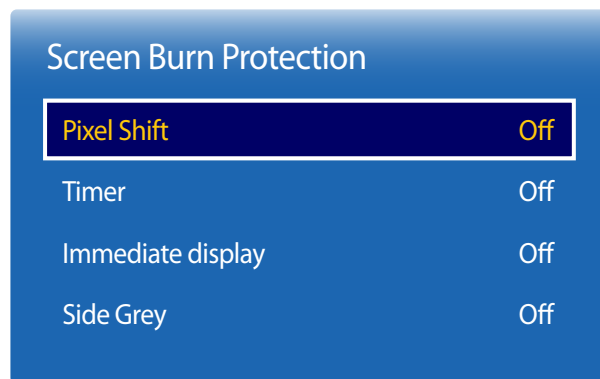 Screen Burn Protection
Pixel Shift Off
Timer Off
Immediate display Off
Side Grey Off